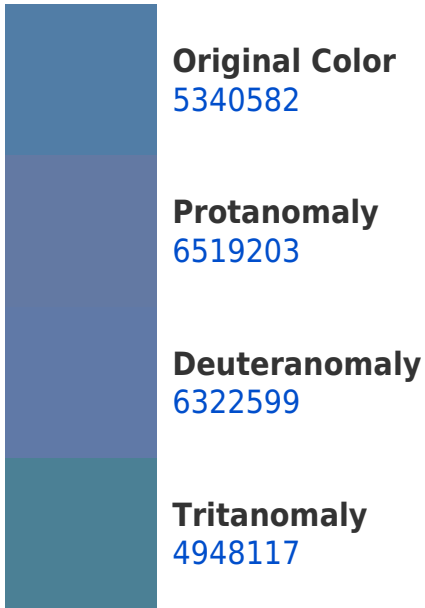 Original Color
5340582
Protanomaly
6519203
Deuteranomaly
6322599
Tritanomaly
4948117